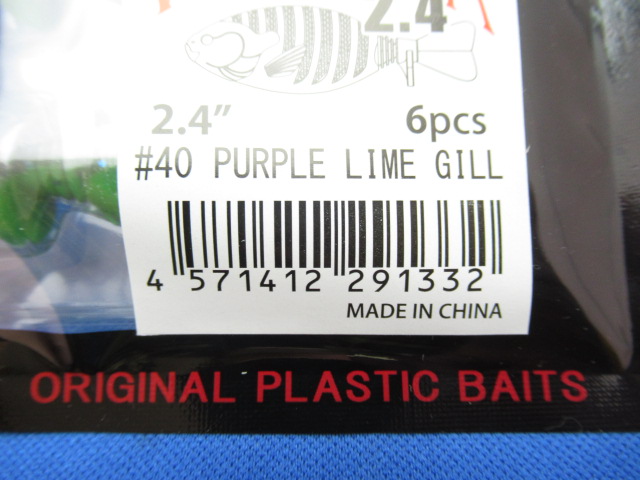 2.4
2.4” 6pcs
#40 PURPLE LIME GILL
4 571412 291332
MADE IN CHINA
ORIGINAL PLASTIC BAITS